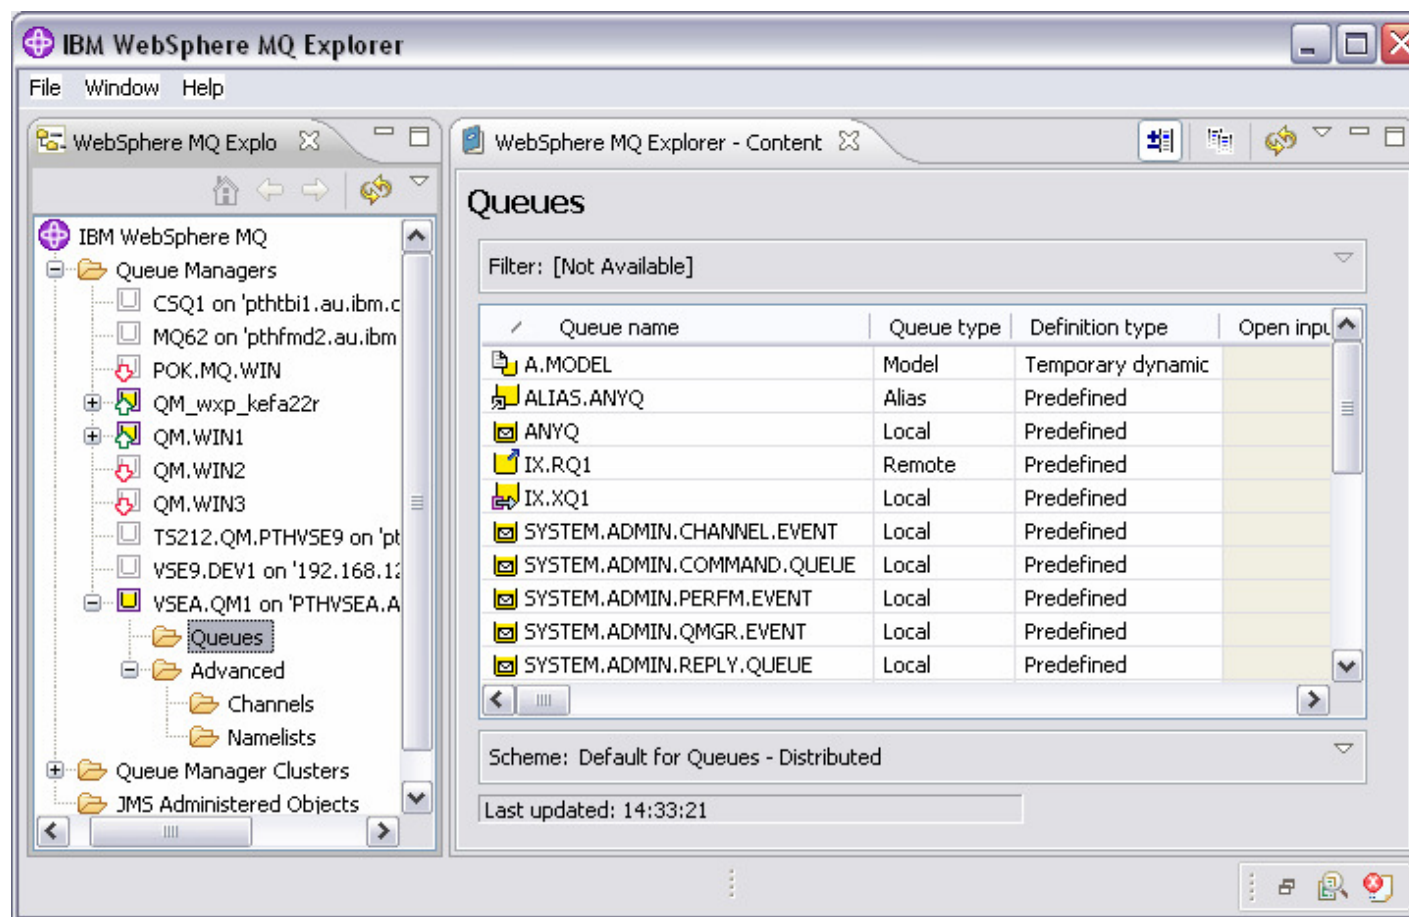 IBM WebSphere MQ Explorer
File Window Help
WebSphere MQ Explo
IBM WebSphere MQ
Queue Managers
CSQ1 on 'pthtbi1.au.ibm.c
MQ62 on 'pthfmd2.au.ibm
POK.MQ.WIN
QM_wxp_kefa22r
QM.WIN1
QM.WIN2
QM.WIN3
TS212.QM.PTHVSE9 on 'pt
VSE9.DEV1 on '192.168.12
VSEA.QM1 on 'PTHVSEA.A
Queues
Advanced
Channels
Namelists
Queue Manager Clusters
JMS Administered Objects
WebSphere MQ Explorer - Content
Queues
Filter: [Not Available]
Queue name Queue type Definition type Open inpu
A.MODEL Model Temporary dynamic
ALIAS.ANYQ Alias Predefined
ANYQ Local Predefined
IX.RQ1 Remote Predefined
IX.XQ1 Local Predefined
SYSTEM.ADMIN.CHANNEL.EVENT Local Predefined
SYSTEM.ADMIN.COMMAND.QUEUE Local Predefined
SYSTEM.ADMIN.PERFM.EVENT Local Predefined
SYSTEM.ADMIN.QMGR.EVENT Local Predefined
SYSTEM.ADMIN.REPLY.QUEUE Local Predefined
Scheme: Default for Queues - Distributed
Last updated: 14:33:21